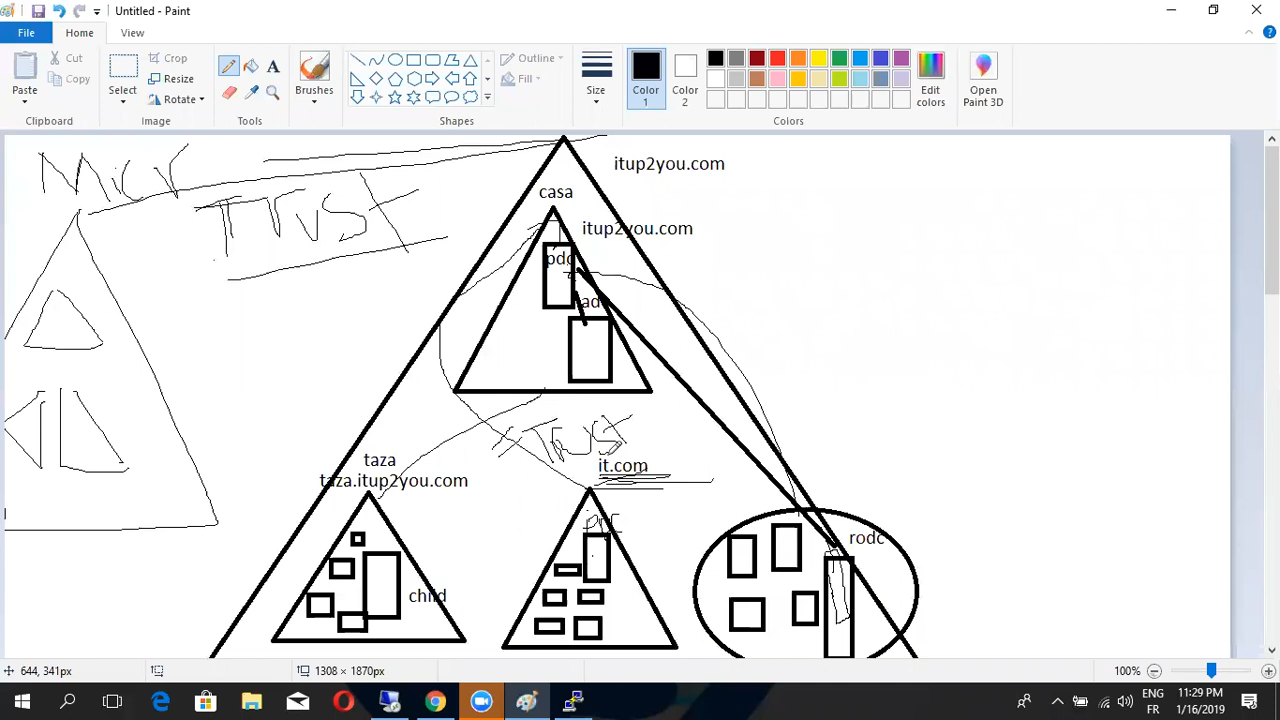 Untitled - Paint
File
Home
View
Paste
Cut
Copy
Clipboard
Select
Crop
Resize
Rotate
Image
A
Tools
Brushes
Shapes
Outline
Fill
Size
Color 1
Color 2
Colors
Edit colors
Open Paint 3D
itup2you.com
casa
itup2you.com
pdc
taza
taza.itup2you.com
it.com
rodc
child
644, 341px
1308 × 1870px
100%
ENG
FR
11:29 PM
1/16/2019